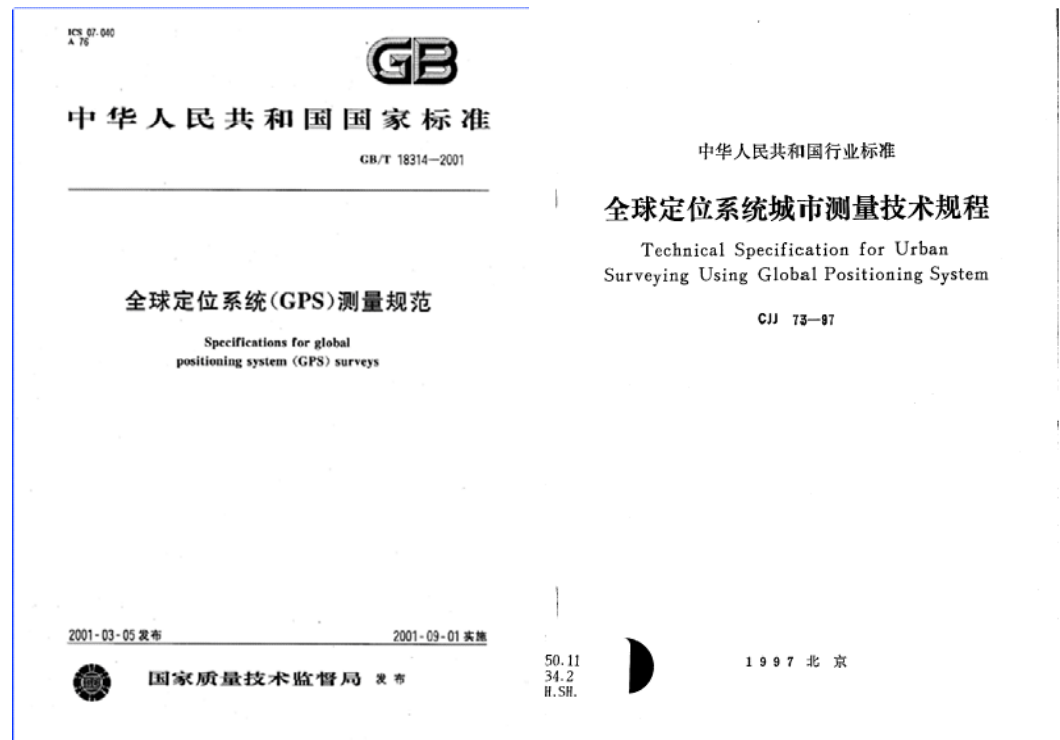 ICS 07.040
A 76
GB
中华人民共和国国家标准
GB/T 18314—2001
全球定位系统(GPS)测量规范
Specifications for global
positioning system (GPS) surveys
2001-03-05 发布
2001-09-01 实施
国家质量技术监督局 发布
中华人民共和国行业标准
全球定位系统城市测量技术规程
Technical Specification for Urban
Surveying Using Global Positioning System
CJJ 73—97
50.11
34.2
H.SH.
1997 北京